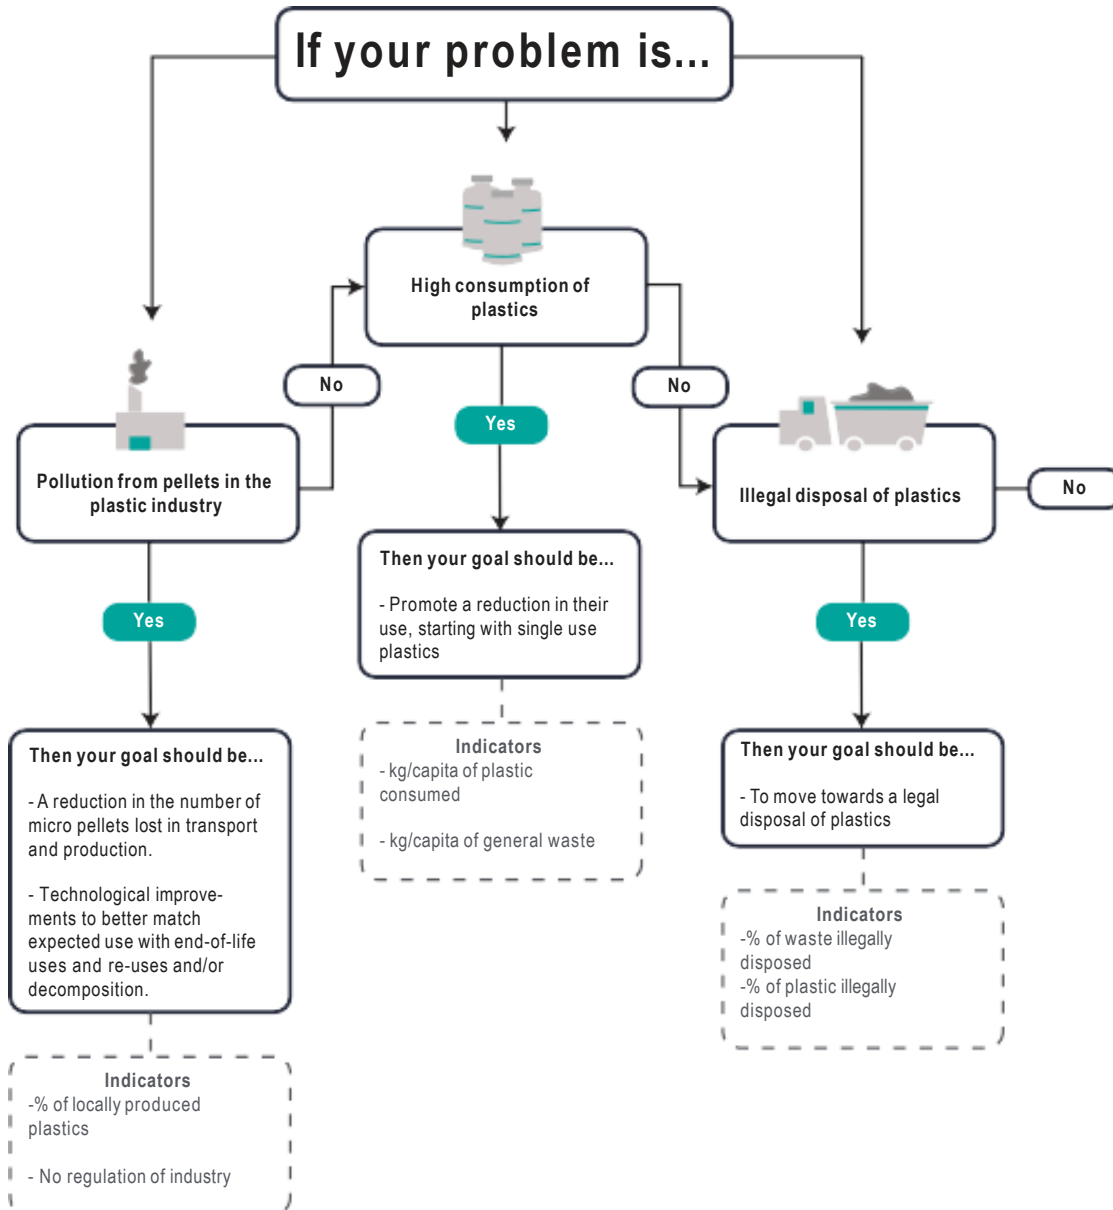 If your problem is...
High consumption of
plastics
No
No
Yes
Pollution from pellets in the
plastic industry
Illegal disposal of plastics
No
Then your goal should be...
- Promote a reduction in their
use, starting with single use
plastics
Yes
Yes
Indicators
- kg/capita of plastic
consumed
- kg/capita of general waste
Then your goal should be...
- A reduction in the number of
micro pellets lost in transport
and production.
- Technological improve-
ments to better match
expected use with end-of-life
uses and re-uses and/or
decomposition.
Then your goal should be...
- To move towards a legal
disposal of plastics
Indicators
-% of waste illegally
disposed
-% of plastic illegally
disposed
Indicators
-% of locally produced
plastics
- No regulation of industry